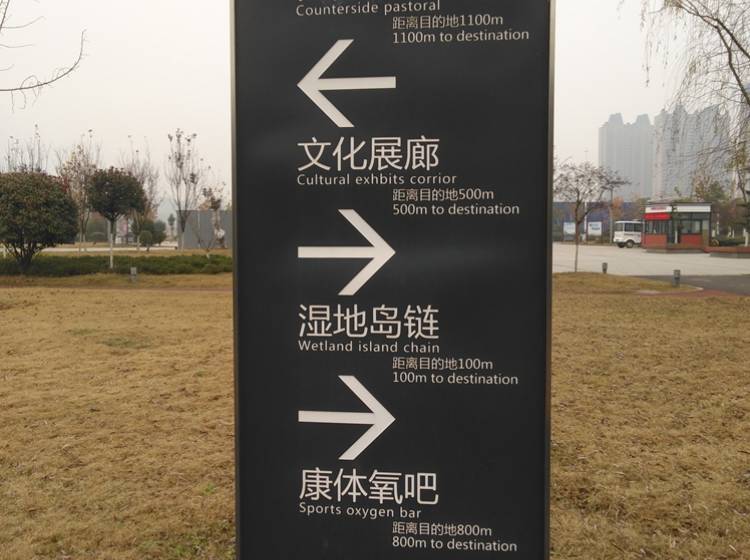 Counterside pastoral
距离目的地1100m
1100m to destination
文化展廊
Cultural exhbits corrior
距离目的地500m
500m to destination
湿地岛链
Wetland island chain
距离目的地100m
100m to destination
康体氧吧
Sports oxygen bar
距离目的地800m
800m to destination